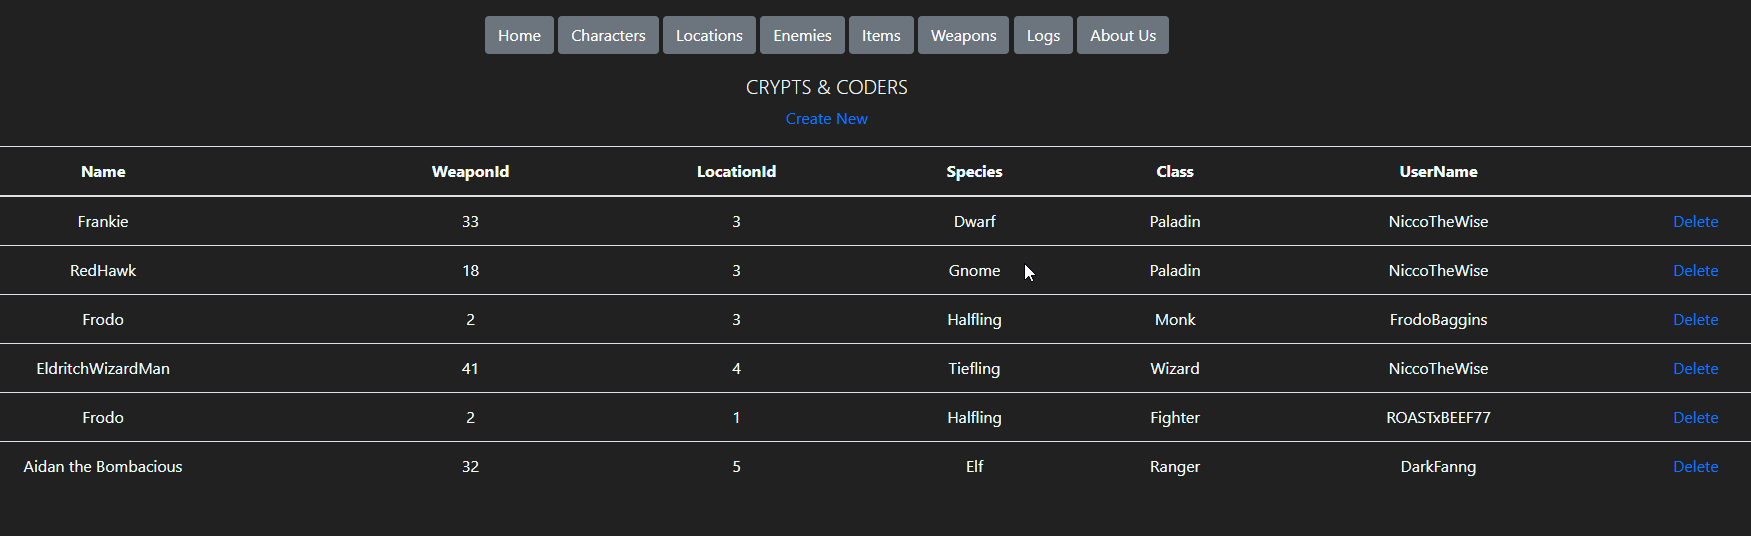 Home Characters Locations Enemies Items Weapons Logs About Us
CRYPTS & CODERS
Create New
Name WeaponId LocationId Species Class UserName
Frankie 33 3 Dwarf Paladin NiccoTheWise Delete
RedHawk 18 3 Gnome Paladin NiccoTheWise Delete
Frodo 2 3 Halfling Monk FrodoBaggins Delete
EldritchWizardMan 41 4 Tiefling Wizard NiccoTheWise Delete
Frodo 2 1 Halfling Fighter ROASTxBEEF77 Delete
Aidan the Bombacious 32 5 Elf Ranger DarkFanng Delete